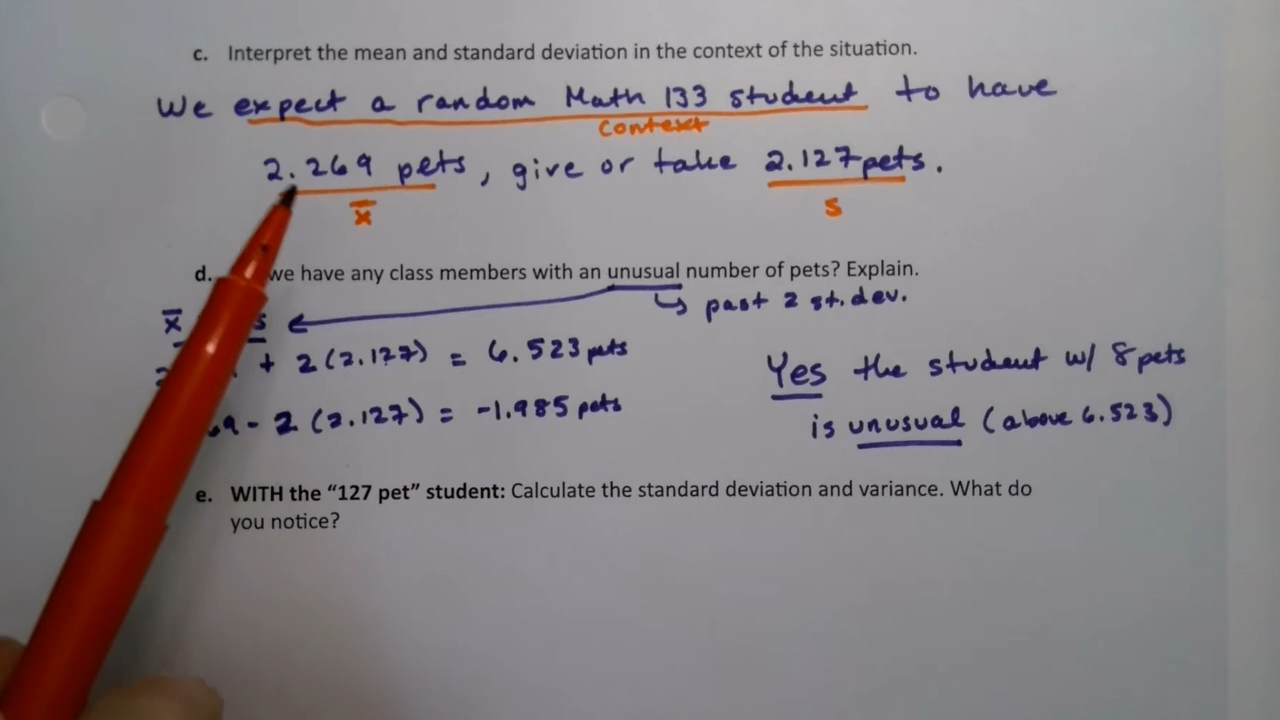 c. Interpret the mean and standard deviation in the context of the situation.
We expect a random Math 133 student to have
context
2.269 pets, give or take 2.127 pets.
x̄ s
d. we have any class members with an unusual number of pets? Explain.
↳ past 2 st. dev.
x̄ s
+ 2(2.127) = 6.523 pets
Yes the student w/ 8 pets
- 2(2.127) = -1.985 pets
is unusual (above 6.523)
e. WITH the “127 pet” student: Calculate the standard deviation and variance. What do
you notice?